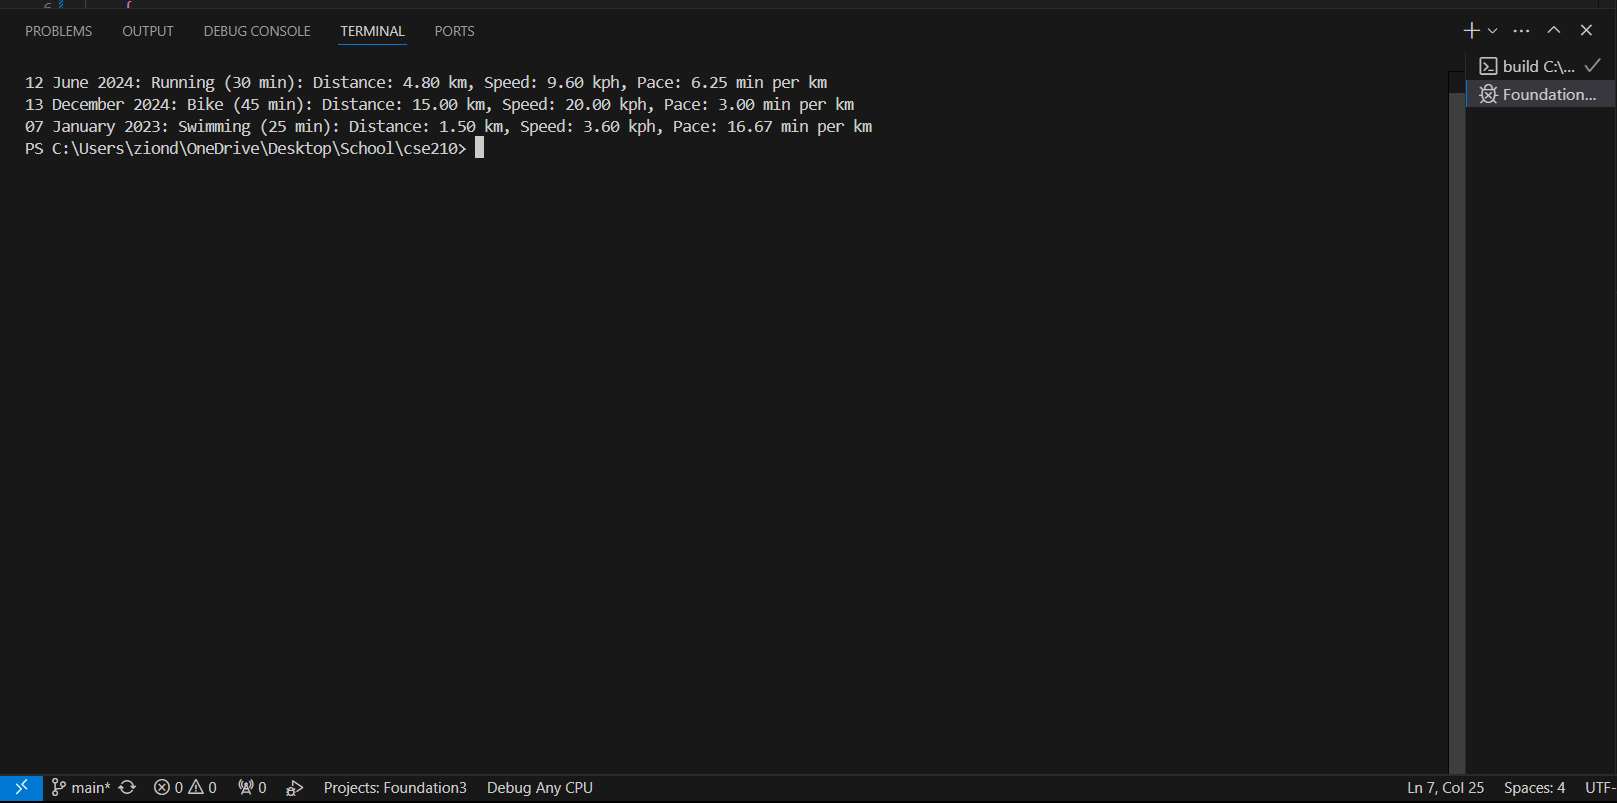 PROBLEMS OUTPUT DEBUG CONSOLE TERMINAL PORTS
12 June 2024: Running (30 min): Distance: 4.80 km, Speed: 9.60 kph, Pace: 6.25 min per km
13 December 2024: Bike (45 min): Distance: 15.00 km, Speed: 20.00 kph, Pace: 3.00 min per km
07 January 2023: Swimming (25 min): Distance: 1.50 km, Speed: 3.60 kph, Pace: 16.67 min per km
PS C:\Users\ziond\OneDrive\Desktop\School\cse210>
build C:\...
Foundation...
main* 0 0 0 Projects: Foundation3 Debug Any CPU Ln 7, Col 25 Spaces: 4 UTF-